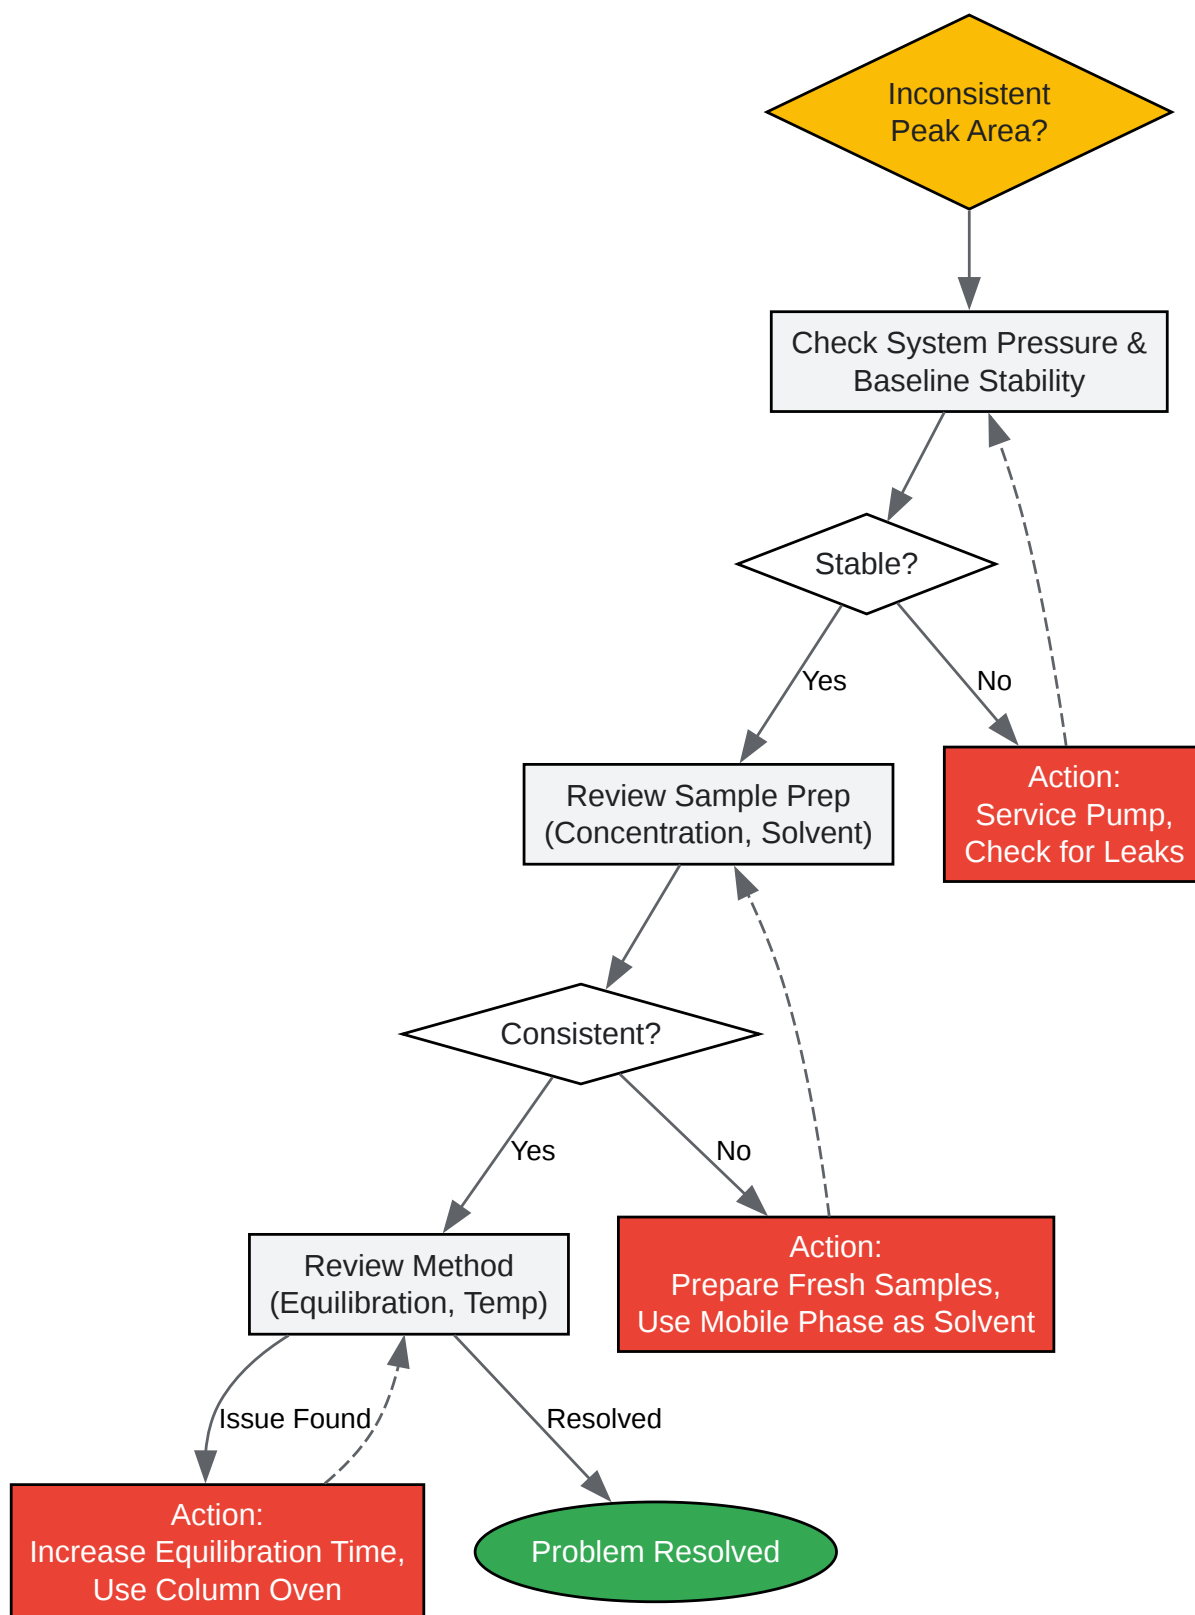 Inconsistent
Peak Area?
Check System Pressure &
Baseline Stability
Stable?
Yes
No
Review Sample Prep
(Concentration, Solvent)
Action:
Service Pump,
Check for Leaks
Consistent?
Yes
No
Review Method
(Equilibration, Temp)
Action:
Prepare Fresh Samples,
Use Mobile Phase as Solvent
Issue Found
Resolved
Action:
Increase Equilibration Time,
Use Column Oven
Problem Resolved